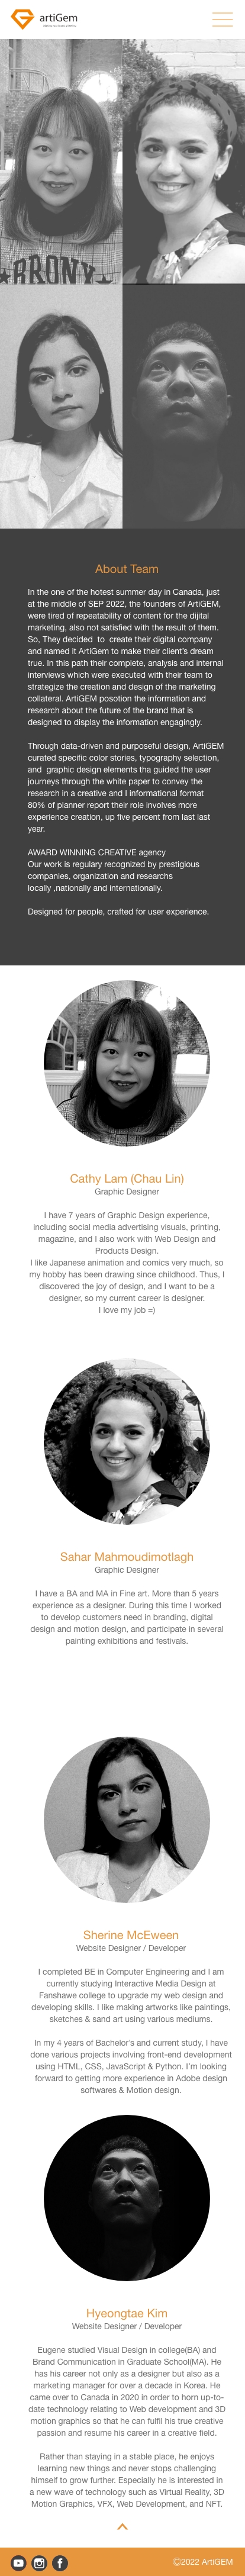 artiGem
BRONY
About Team
In the one of the hotest summer day in Canada, just
at the middle of SEP 2022, the founders of ArtiGEM,
were tired of repeatability of content for the dijital
marketing, also not satisfied with the result of them.
So, They decided to create their digital company
and named it ArtiGem to make their client's dream
true. In this path their complete, analysis and internal
interviews which were executed with their team to
strategize the creation and design of the marketing
collateral. ArtiGEM posotion the information and
research about the future of the brand that is
designed to display the information engagingly.
Through data-driven and purposeful design, ArtiGEM
curated specific color stories, typography selection,
and graphic design elements tha guided the user
journeys through the white paper to convey the
research in a creative and I informational format
80% of planner report their role involves more
experience creation, up five percent from last last
year.
AWARD WINNING CREATIVE agency
Our work is regulary recognized by prestigious
companies, organization and researchs
locally ,nationally and internationally.
Designed for people, crafted for user experience.
Cathy Lam (Chau Lin)
Graphic Designer
I have 7 years of Graphic Design experience,
including social media advertising visuals, printing,
magazine, and I also work with Web Design and
Products Design.
I like Japanese animation and comics very much, so
my hobby has been drawing since childhood. Thus, I
discovered the joy of design, and I want to be a
designer, so my current career is designer.
I love my job =)
Sahar Mahmoudimotlagh
Graphic Designer
I have a BA and MA in Fine art. More than 5 years
experience as a designer. During this time I worked
to develop customers need in branding, digital
design and motion design, and participate in several
painting exhibitions and festivals.
Sherine McEween
Website Designer / Developer
I completed BE in Computer Engineering and I am
currently studying Interactive Media Design at
Fanshawe college to upgrade my web design and
developing skills. I like making artworks like paintings,
sketches & sand art using various mediums.
In my 4 years of Bachelor's and current study, I have
done various projects involving front-end development
using HTML, CSS, JavaScript & Python. I'm looking
forward to getting more experience in Adobe design
softwares & Motion design.
Hyeongtae Kim
Website Designer / Developer
Eugene studied Visual Design in college(BA) and
Brand Communication in Graduate School(MA). He
has his career not only as a designer but also as a
marketing manager for over a decade in Korea. He
came over to Canada in 2020 in order to horn up-to-
date technology relating to Web development and 3D
motion graphics so that he can fulfil his true creative
passion and resume his career in a creative field.
Rather than staying in a stable place, he enjoys
learning new things and never stops challenging
himself to grow further. Especially he is interested in
a new wave of technology such as Virtual Reality, 3D
Motion Graphics, VFX, Web Development, and NFT.
©2022 ArtiGEM